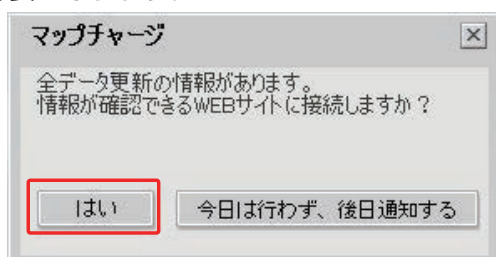 マップチャージ
全データ更新の情報があります。
情報が確認できるWEBサイトに接続しますか？
はい
今日は行わず、後日通知する